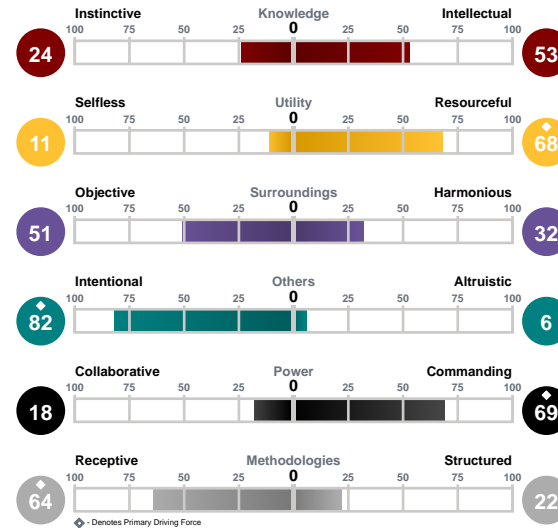 Instinctive Knowledge Intellectual
100 75 50 25 0 25 50 75 100
24 53
Selfless Utility Resourceful
100 75 50 25 0 25 50 75 100
11 68
Objective Surroundings Harmonious
100 75 50 25 0 25 50 75 100
51 32
Intentional Others Altruistic
100 75 50 25 0 25 50 75 100
82 6
Collaborative Power Commanding
100 75 50 25 0 25 50 75 100
18 69
Receptive Methodologies Structured
100 75 50 25 0 25 50 75 100
64 22
- Denotes Primary Driving Force